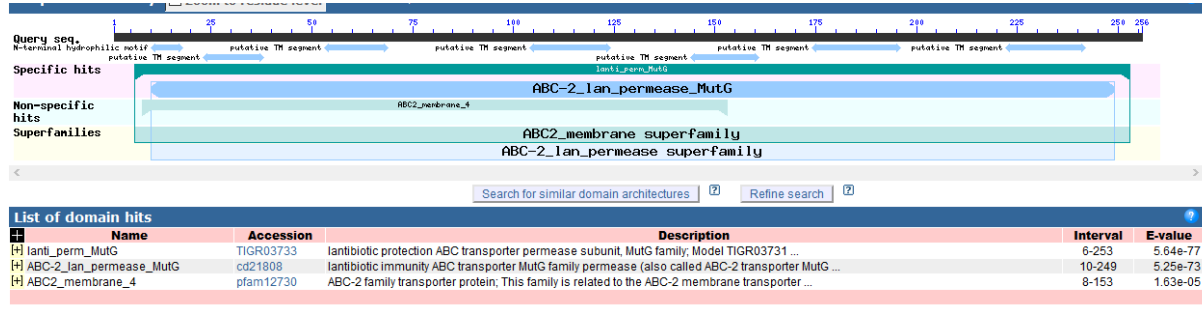 Zoom to residue level
1 25 50 75 100 125 150 175 200 225 250 256
Query seq.
N-terminal hydrophilic motif putative TM segment putative TM segment putative TM segment putative TM segment
putative TM segment putative TM segment
Specific hits
lanti_perm_MutG
ABC-2_lan_permease_MutG
Non-specific hits
ABC2_membrane_4
Superfamilies
ABC2_membrane superfamily
ABC-2_lan_permease superfamily
Search for similar domain architectures ? Refine search ?
List of domain hits ?
+ Name Accession Description Interval E-value
[+] lanti_perm_MutG TIGR03733 lantibiotic protection ABC transporter permease subunit, MutG family; Model TIGR03731 ... 6-253 5.64e-77
[+] ABC-2_lan_permease_MutG cd21808 lantibiotic immunity ABC transporter MutG family permease (also called ABC-2 transporter MutG ... 10-249 5.25e-73
[+] ABC2_membrane_4 pfam12730 ABC-2 family transporter protein; This family is related to the ABC-2 membrane transporter ... 8-153 1.63e-05